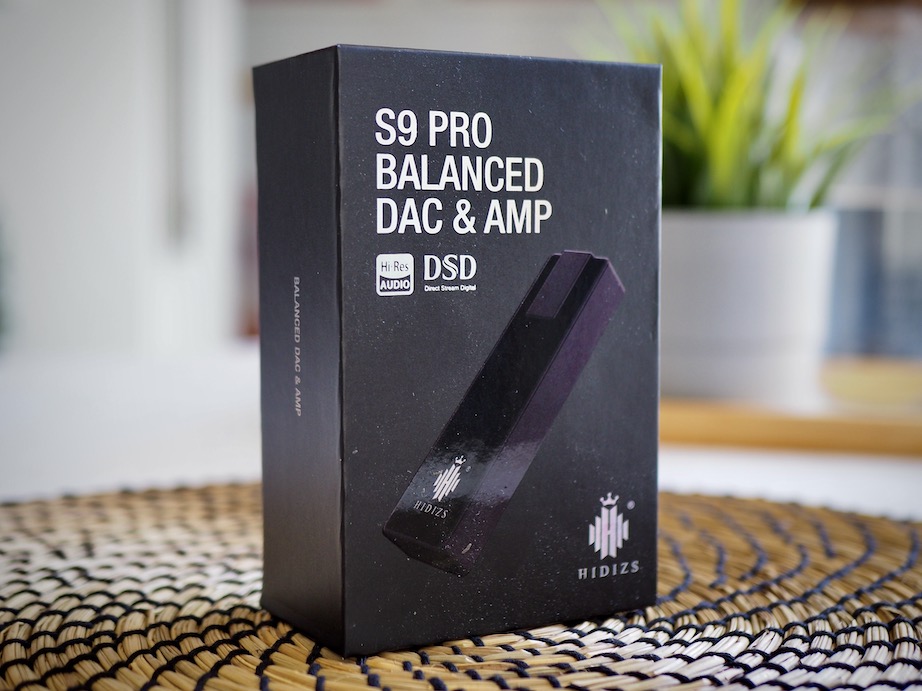 S9 PRO
BALANCED
DAC & AMP
Hi-Res
AUDIO
DSD
Direct Stream Digital
BALANCED DAC & AMP
HIDIZS
®
HIDIZS